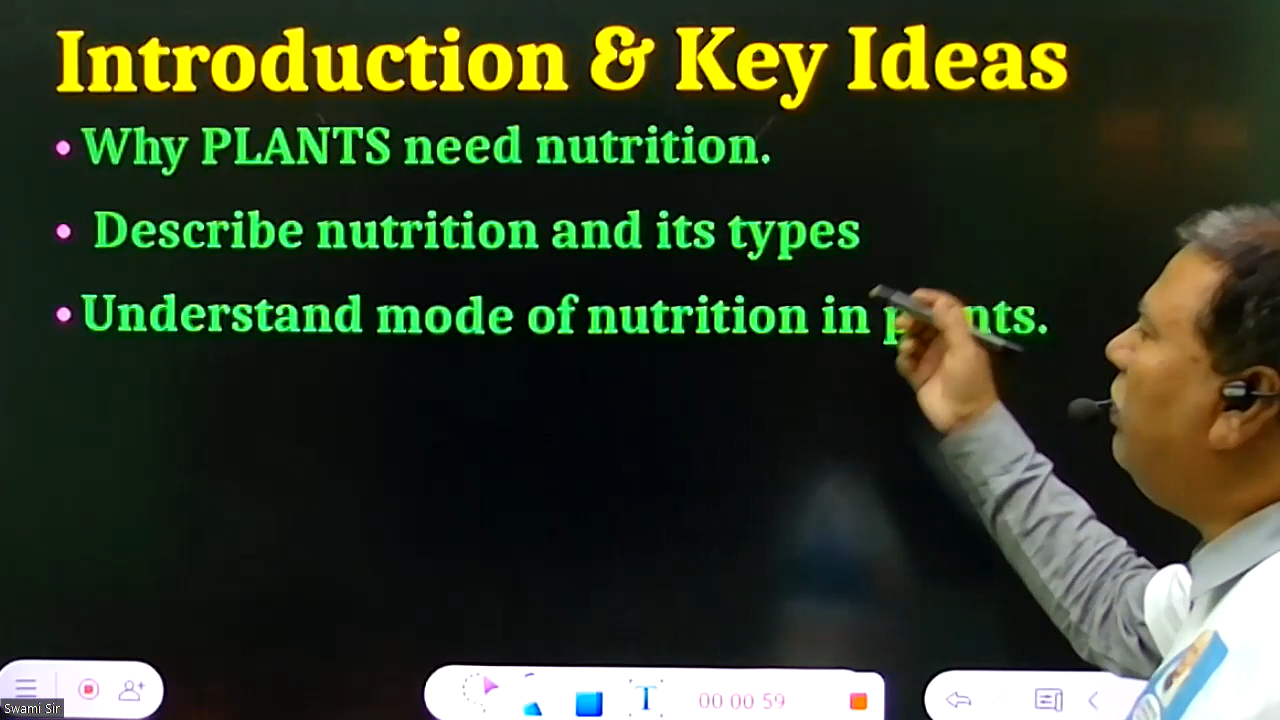 Introduction & Key Ideas
• Why PLANTS need nutrition.
• Describe nutrition and its types
• Understand mode of nutrition in plants.
T 00:00:59
Swami Sir